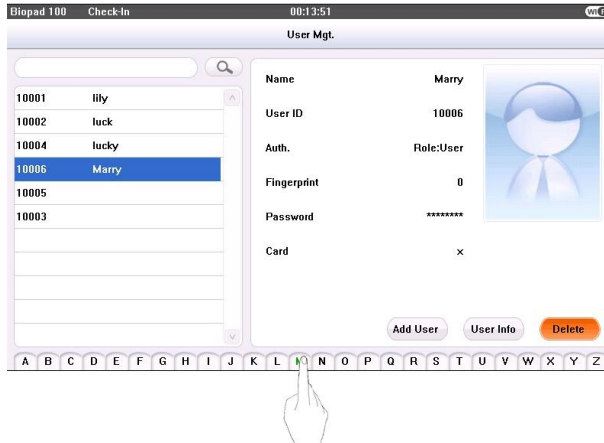 Biopad 100 Check-In 00:13:51
User Mgt.
10001 lily
10002 luck
10004 lucky
10006 Marry
10005
10003
Name Marry
User ID 10006
Auth. Role:User
Fingerprint 0
Password ********
Card ×
Add User User Info Delete
A B C D E F G H I J K L M N O P Q R S T U V W X Y Z